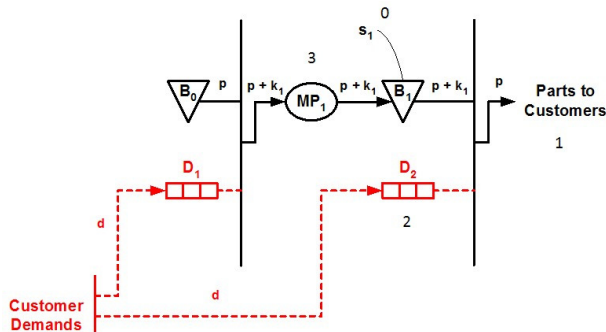 0
s1
3
p
p + k1
p + k1
p + k1
p
B0
MP1
B1
Parts to
Customers
1
D1
D2
2
d
d
Customer
Demands